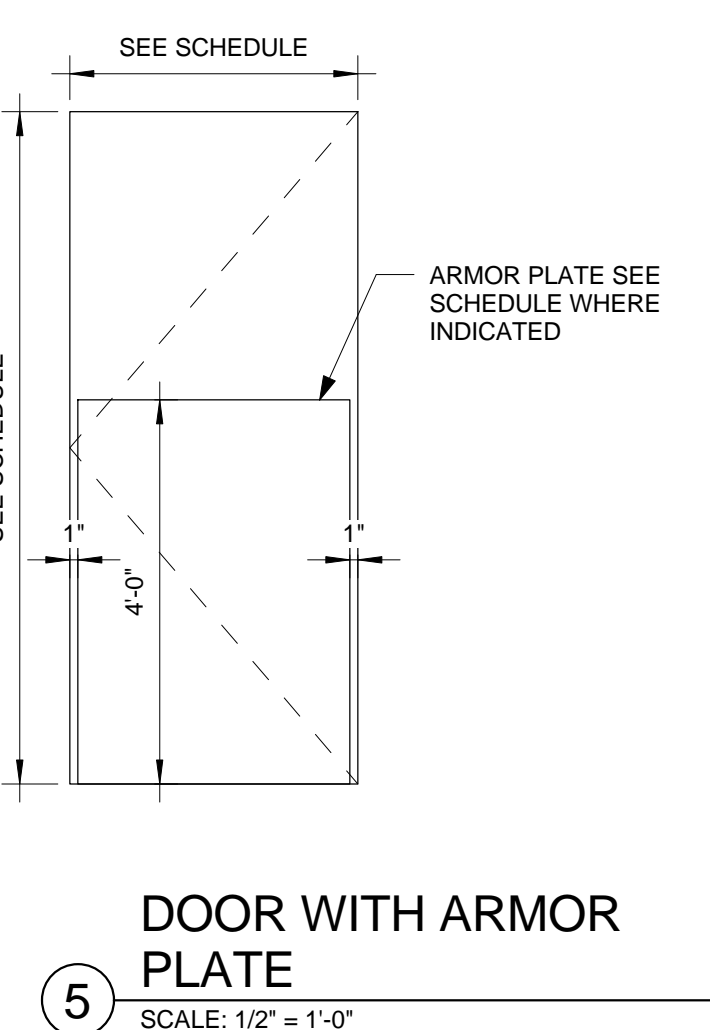 SEE SCHEDULE
ARMOR PLATE SEE
SCHEDULE WHERE
INDICATED
1"
1"
4'-0"
DOOR WITH ARMOR
PLATE
5
SCALE: 1/2" = 1'-0"